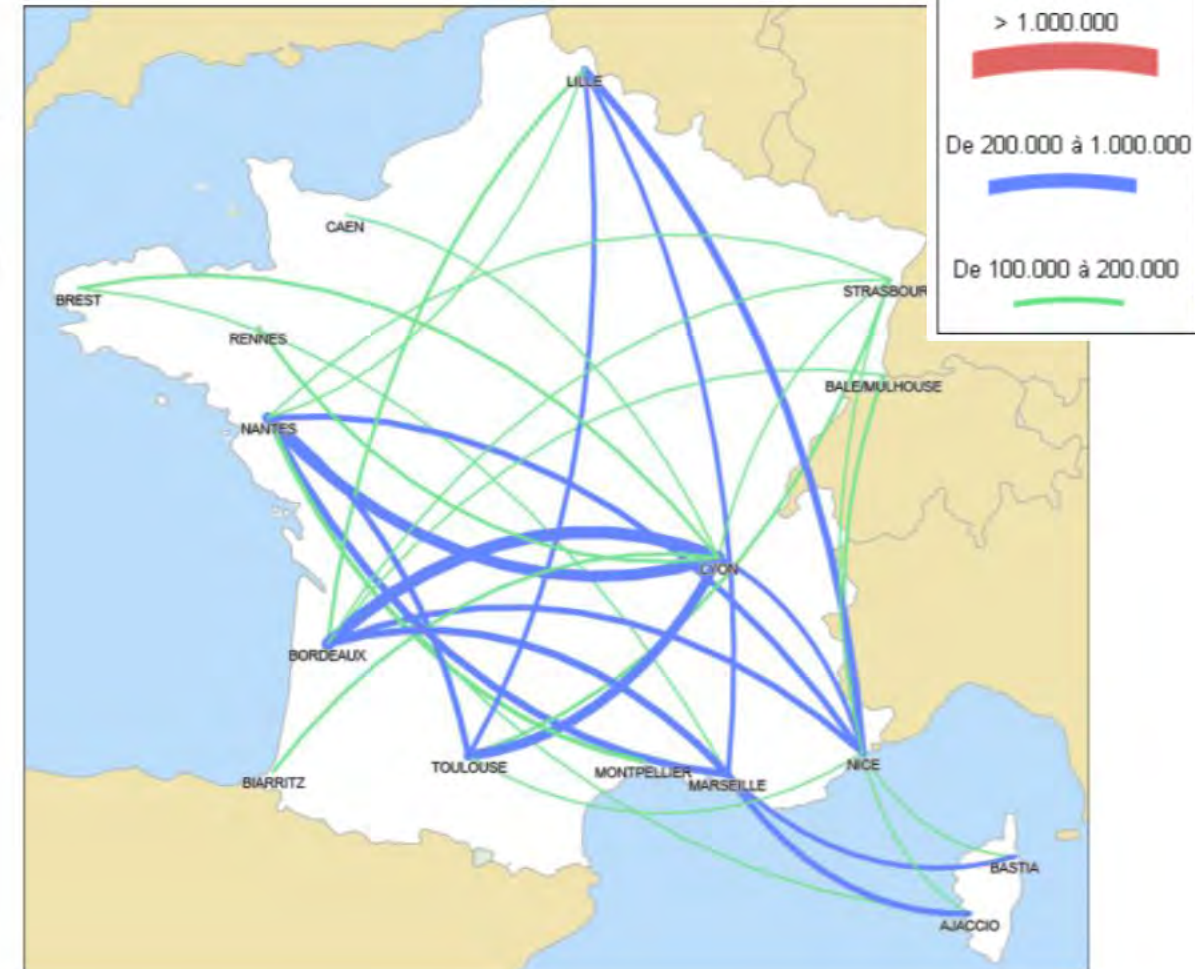 > 1.000.000
De 200.000 à 1.000.000
De 100.000 à 200.000
LILLE
CAEN
BREST
STRASBOUR
RENNES
BALE/MULHOUSE
NANTES
LYON
BORDEAUX
TOULOUSE
MONTPELLIER
NICE
BIARRITZ
MARSEILLE
BASTIA
AJACCIO